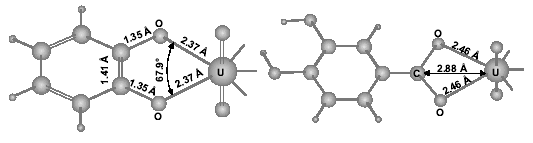 O
1.35 Å
2.37 Å
1.41 Å
67.9°
U
1.35 Å
2.37 Å
O
O
2.46 Å
C
2.88 Å
U
2.46 Å
O